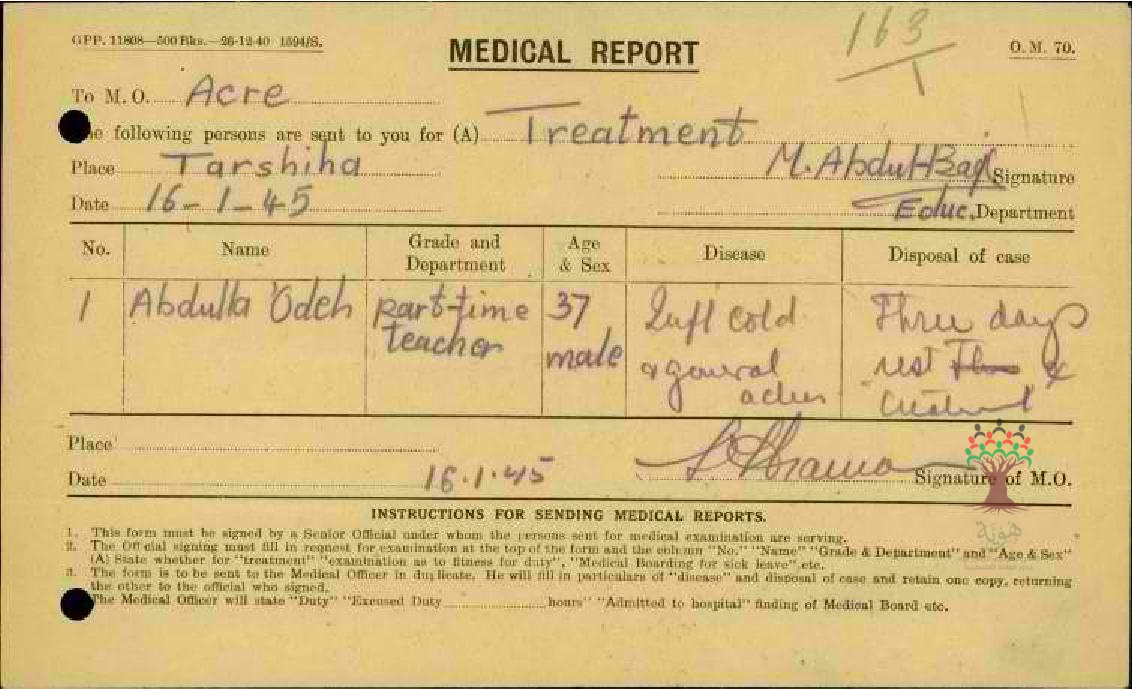 GPP. 11808—500 Bks.—26-12-40 1594/S.
163
1
MEDICAL REPORT
O. M. 70.
To M. O. Acre
he following persons are sent to you for (A) Treatment
Place Tarshiha
M. Abdul-Baqi Signature
Date 16-1-45
Educ. Department
No. Name Grade and Department Age & Sex Disease Disposal of case
1 Abdulla Odeh part-time teacher 37 male cold & general aches Three days rest &
Place
Date 16.1.45
Signature of M.O.
INSTRUCTIONS FOR SENDING MEDICAL REPORTS.
1. This form must be signed by a Senior Official under whom the persons sent for medical examination are serving.
2. The Official signing must fill in request for examination at the top of the form and the column "No." "Name" "Grade & Department" and "Age & Sex"
(A) State whether for "treatment" "examination as to fitness for duty", "Medical Boarding for sick leave", etc.
3. The form is to be sent to the Medical Officer in duplicate. He will fill in particulars of "disease" and disposal of case and retain one copy, returning
the other to the official who signed.
The Medical Officer will state "Duty" "Excused Duty hours" "Admitted to hospital" finding of Medical Board etc.
هوية